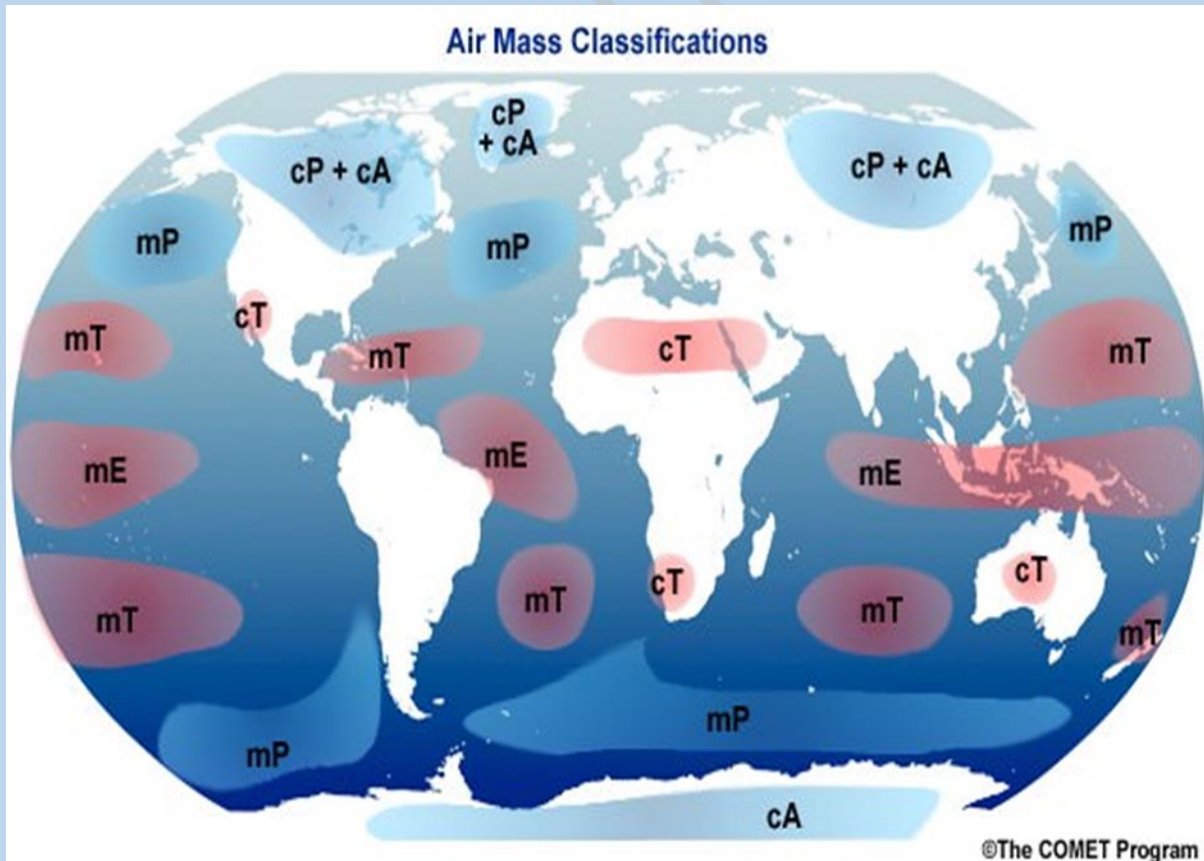 Air Mass Classifications
cP
+ cA
cP + cA
cP + cA
mP
mP
mP
cT
mT
mT
cT
mT
mE
mE
mE
mT
mT
cT
mT
cT
mT
mP
mP
cA
©The COMET Program